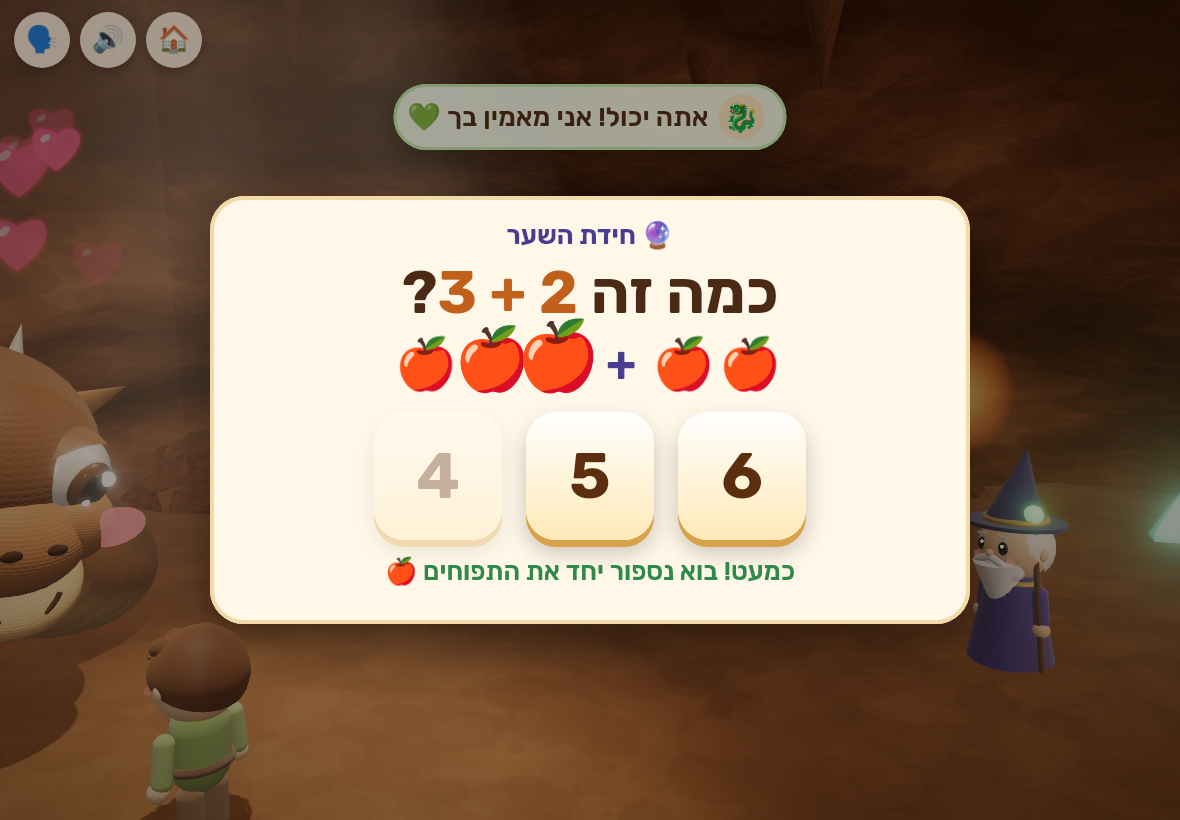 אתה יכול! אני מאמין בך 💚
🔮 חידת השער
כמה זה 2 + 3?
🍎🍎 + 🍎🍎🍎
6 5 4
כמעט! בוא נספור יחד את התפוחים 🍎